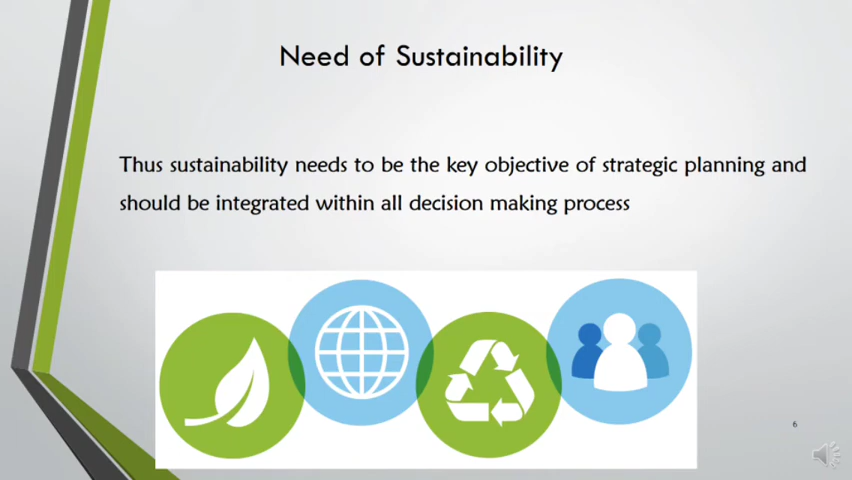 Need of Sustainability
Thus sustainability needs to be the key objective of strategic planning and
should be integrated within all decision making process
6